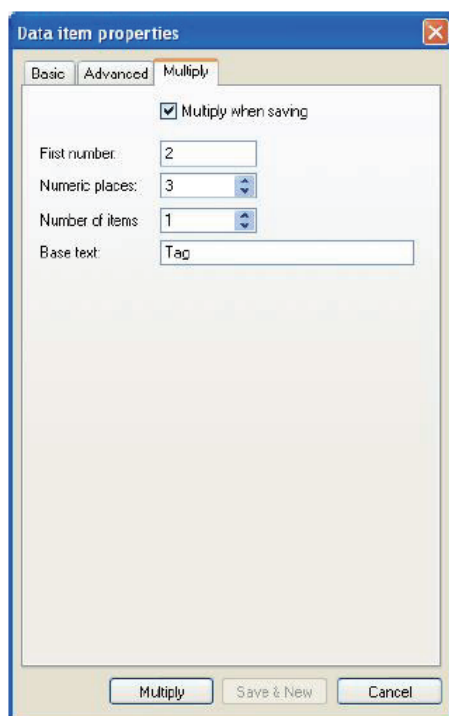 Data item properties
Basic Advanced Multiply
Multiply when saving
First number: 2
Numeric places: 3
Number of items 1
Base text: Tag
Multiply Save & New Cancel